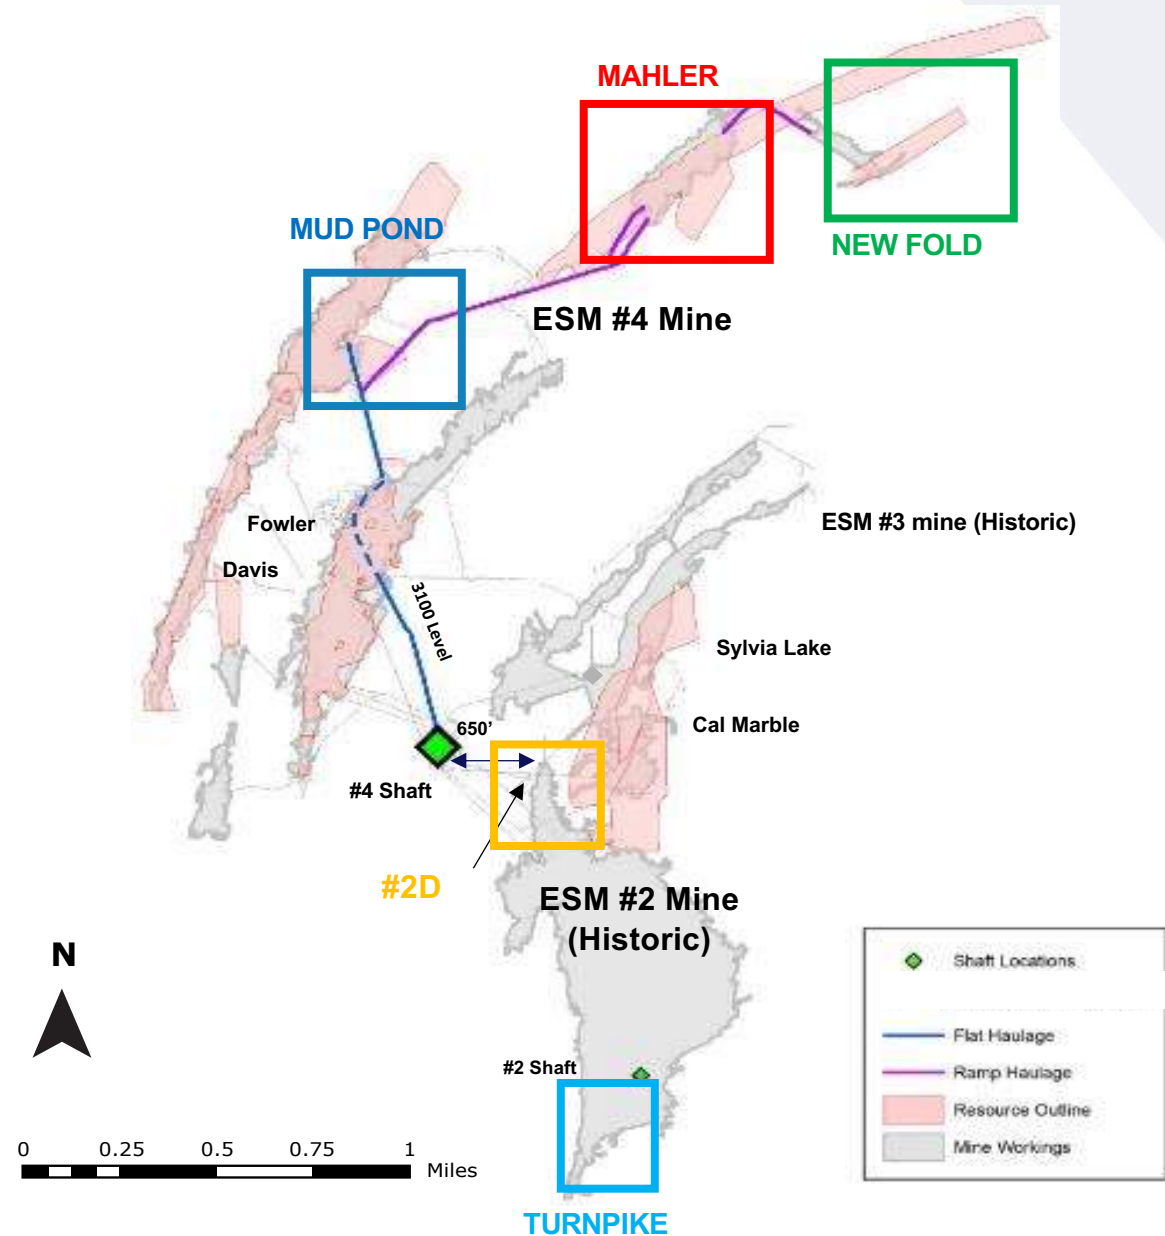 MAHLER
NEW FOLD
MUD POND
ESM #4 Mine
ESM #3 mine (Historic)
Fowler
Davis
3100 Level
Sylvia Lake
Cal Marble
650’
#4 Shaft
#2D
ESM #2 Mine
(Historic)
N
#2 Shaft
TURNPIKE
0 0.25 0.5 0.75 1
Miles
Shaft Locations
Flat Haulage
Ramp Haulage
Resource Outline
Mine Workings